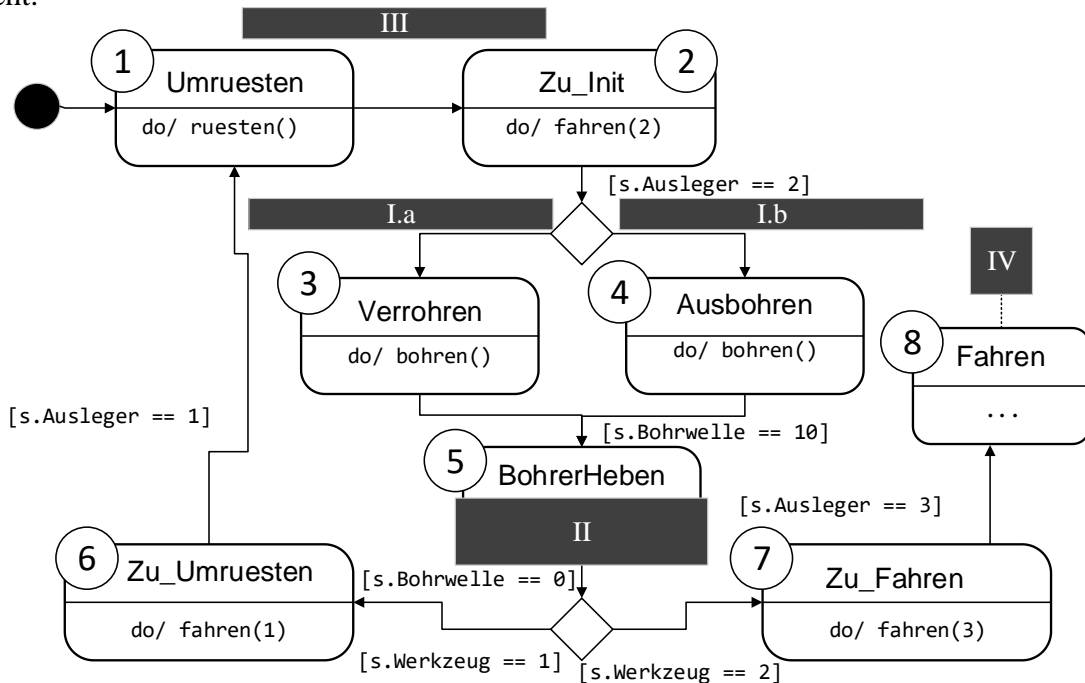 III
1
Umruesten
do/ ruesten()
2
Zu_Init
do/ fahren(2)
[s.Ausleger == 2]
I.a
I.b
3
Verrohren
do/ bohren()
4
Ausbohren
do/ bohren()
IV
8
Fahren
...
[s.Ausleger == 1]
[s.Bohrwelle == 10]
5
BohrerHeben
II
[s.Ausleger == 3]
6
Zu_Umruesten
do/ fahren(1)
[s.Bohrwelle == 0]
7
Zu_Fahren
do/ fahren(3)
[s.Werkzeug == 1]
[s.Werkzeug == 2]